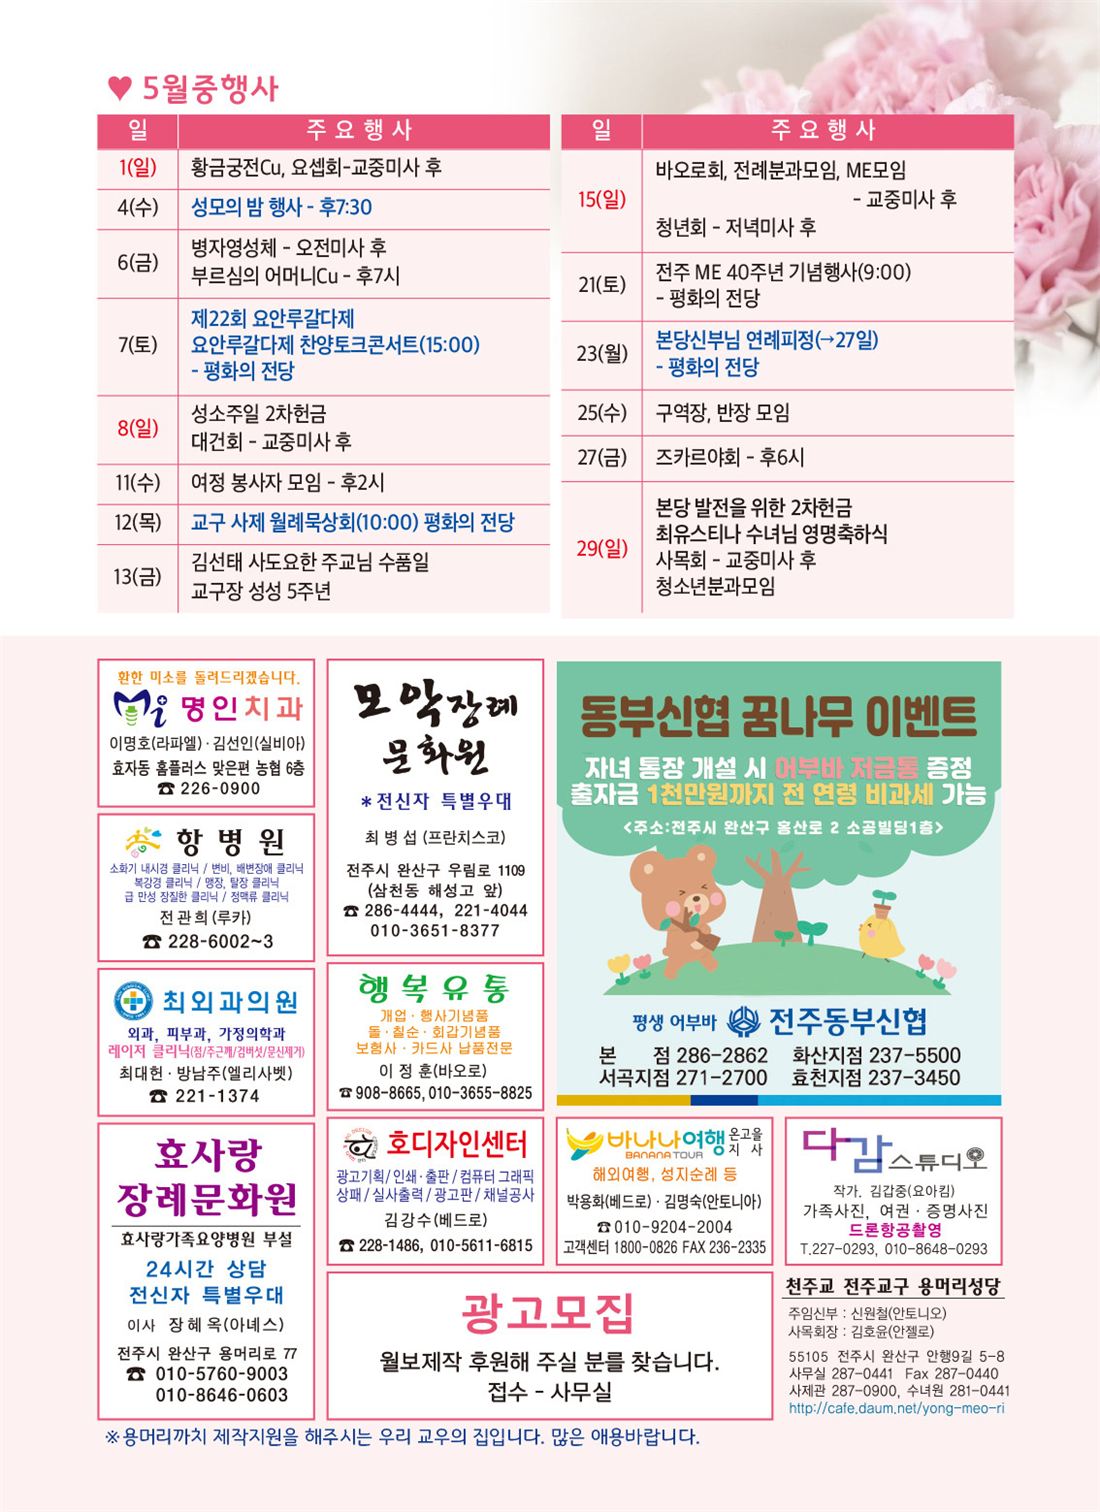 ♥ 5월중행사
일 주요행사
1(일) 황금궁전Cu, 요셉회-교중미사 후
4(수) 성모의 밤 행사 - 후7:30
6(금) 병자영성체 - 오전미사 후
부르심의 어머니Cu - 후7시
7(토) 제22회 요안루갈다제
요안루갈다제 찬양토크콘서트(15:00)
- 평화의 전당
8(일) 성소주일 2차헌금
대건회 - 교중미사 후
11(수) 여정 봉사자 모임 - 후2시
12(목) 교구 사제 월례묵상회(10:00) 평화의 전당
13(금) 김선태 사도요한 주교님 수품일
교구장 성성 5주년
일 주요행사
15(일) 바오로회, 전례분과모임, ME모임
- 교중미사 후
청년회 - 저녁미사 후
21(토) 전주 ME 40주년 기념행사(9:00)
- 평화의 전당
23(월) 본당신부님 연례피정(→27일)
- 평화의 전당
25(수) 구역장, 반장 모임
27(금) 즈카르야회 - 후6시
29(일) 본당 발전을 위한 2차헌금
최유스티나 수녀님 영명축하식
사목회 - 교중미사 후
청소년분과모임
환한 미소를 돌려드리겠습니다.
Mi 명인치과
이명호(라파엘)·김선인(실비아)
효자동 홈플러스 맞은편 농협 6층
☎ 226-0900
항병원
소화기 내시경 클리닉 / 변비, 배변장애 클리닉
복강경 클리닉 / 맹장, 탈장 클리닉
급 만성 장질환 클리닉 / 정맥류 클리닉
전관희(루카)
☎ 228-6002~3
최외과의원
외과, 피부과, 가정의학과
레이저 클리닉(점/주근깨/검버섯/문신제거)
최대헌·방남주(엘리사벳)
☎ 221-1374
효사랑
장례문화원
효사랑가족요양병원 부설
24시간 상담
전신자 특별우대
이사 장혜옥(아녜스)
전주시 완산구 용머리로 77
☎ 010-5760-9003
010-8646-0603
모악장례
문화원
*전신자 특별우대
최병섭(프란치스코)
전주시 완산구 우림로 1109
(삼천동 해성고 앞)
☎ 286-4444, 221-4044
010-3651-8377
행복유통
개업·행사기념품
돌·칠순·회갑기념품
보험사·카드사 납품전문
이정훈(바오로)
☎ 908-8665, 010-3655-8825
호디자인센터
광고기획/인쇄·출판/컴퓨터 그래픽
상패/실사출력/광고판/채널공사
김강수(베드로)
☎ 228-1486, 010-5611-6815
동부신협 꿈나무 이벤트
자녀 통장 개설 시 어부바 저금통 증정
출자금 1천만원까지 전 연령 비과세 가능
<주소:전주시 완산구 홍산로 2 소공빌딩1층>
평생 어부바 전주동부신협
본 점 286-2862 화산지점 237-5500
서곡지점 271-2700 효천지점 237-3450
바나나여행 온고을
BANANA TOUR 지사
해외여행, 성지순례 등
박용화(베드로)·김명숙(안토니아)
☎ 010-9204-2004
고객센터 1800-0826 FAX 236-2335
다감스튜디오
작가. 김갑중(요아킴)
가족사진, 여권·증명사진
드론항공촬영
T.227-0293, 010-8648-0293
광고모집
월보제작 후원해 주실 분를 찾습니다.
접수 - 사무실
천주교 전주교구 용머리성당
주임신부 : 신원철(안토니오)
사목회장 : 김호윤(안젤로)
55105 전주시 완산구 안행9길 5-8
사무실 287-0441 Fax 287-0440
사제관 287-0900, 수녀원 281-0441
http://cafe.daum.net/yong-meo-ri
※용머리까치 제작지원을 해주시는 우리 교우의 집입니다. 많은 애용바랍니다.